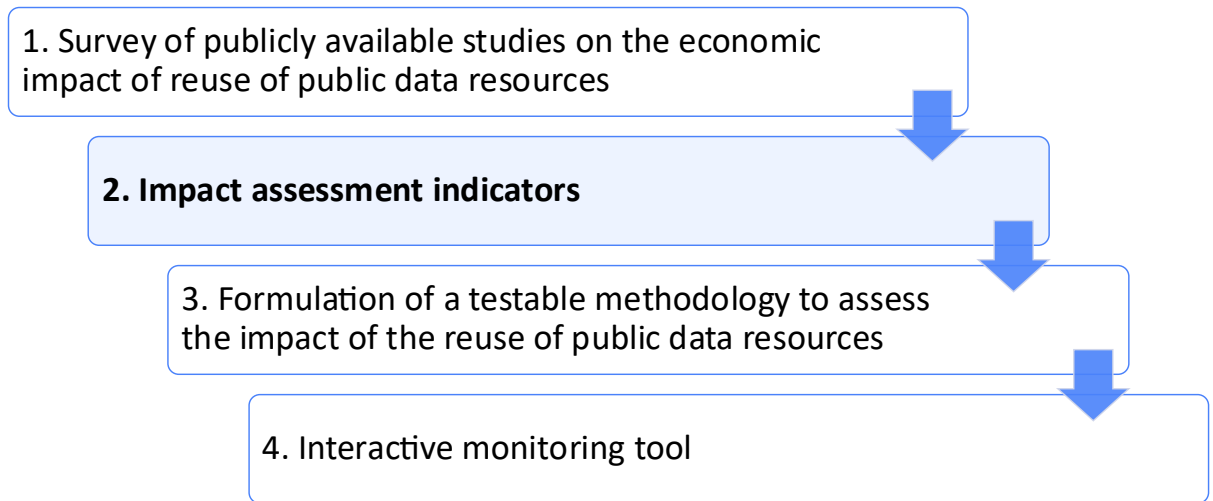 1. Survey of publicly available studies on the economic
impact of reuse of public data resources
2. Impact assessment indicators
3. Formulation of a testable methodology to assess
the impact of the reuse of public data resources
4. Interactive monitoring tool